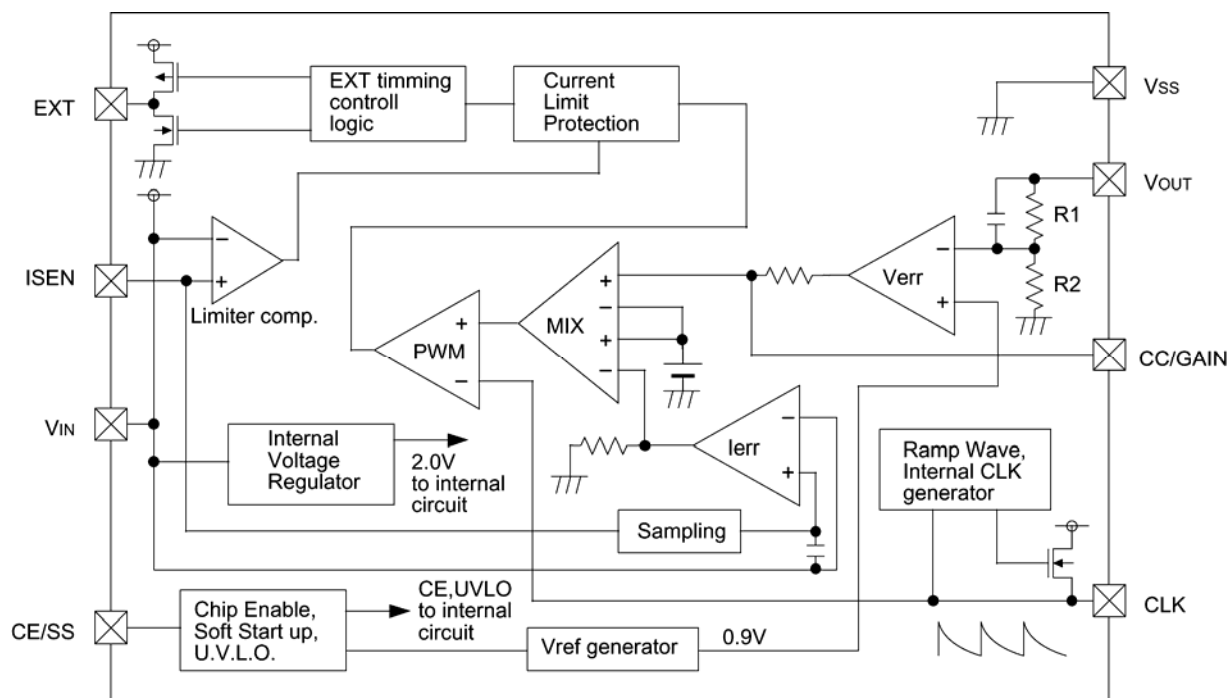 EXT
EXT timming
controll
logic
Current
Limit
Protection
VSS
VOUT
R1
R2
ISEN
−
+
Limiter comp.
PWM
+
−
MIX
+
−
+
−
Verr
−
+
CC/GAIN
VIN
Internal
Voltage
Regulator
2.0V
to internal
circuit
Ierr
−
+
Sampling
Ramp Wave,
Internal CLK
generator
CE/SS
Chip Enable,
Soft Start up,
U.V.L.O.
CE,UVLO
to internal
circuit
Vref generator
0.9V
CLK